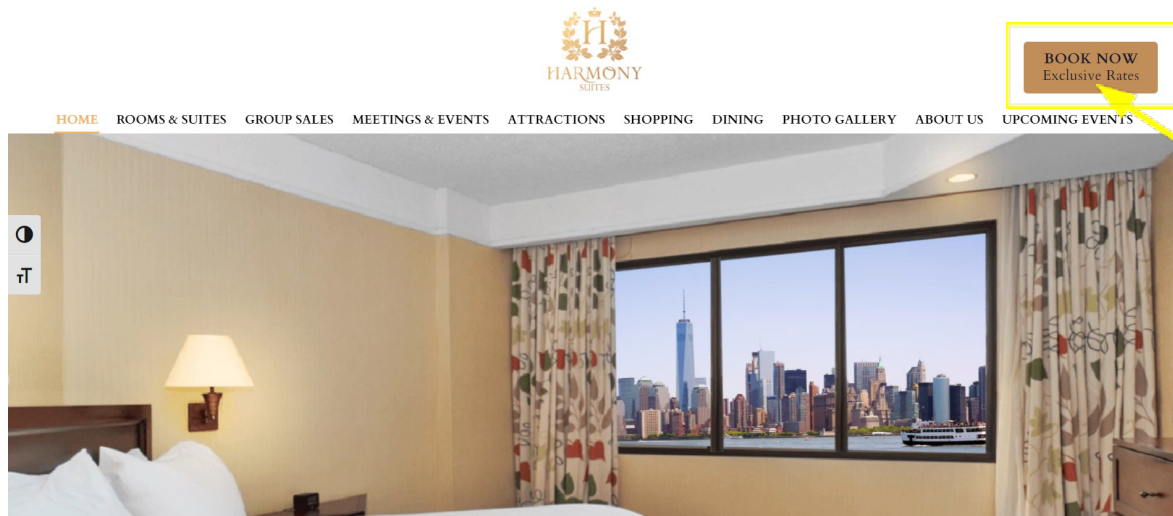 H
HARMONY
SUITES
BOOK NOW
Exclusive Rates
HOME ROOMS & SUITES GROUP SALES MEETINGS & EVENTS ATTRACTIONS SHOPPING DINING PHOTO GALLERY ABOUT US UPCOMING EVENTS
TT